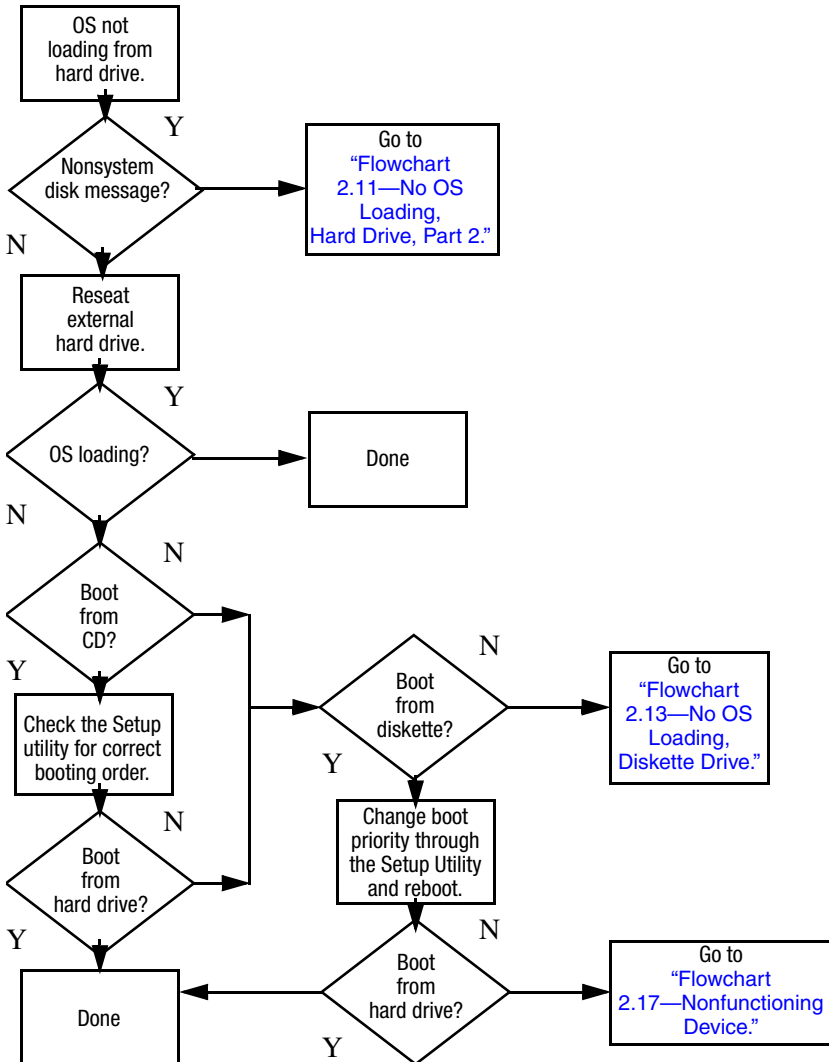 OS not
loading from
hard drive.
Y
Nonsystem
disk message?
Go to
“Flowchart
2.11—No OS
Loading,
Hard Drive, Part 2.”
N
Reseat
external
hard drive.
Y
OS loading?
Done
N
N
Boot
from
CD?
Y
Check the Setup
utility for correct
booting order.
N
Boot
from
hard drive?
Y
Done
N
Boot
from
diskette?
Go to
“Flowchart
2.13—No OS
Loading,
Diskette Drive.”
Y
Change boot
priority through
the Setup Utility
and reboot.
N
Boot
from
hard drive?
Y
Go to
“Flowchart
2.17—Nonfunctioning
Device.”